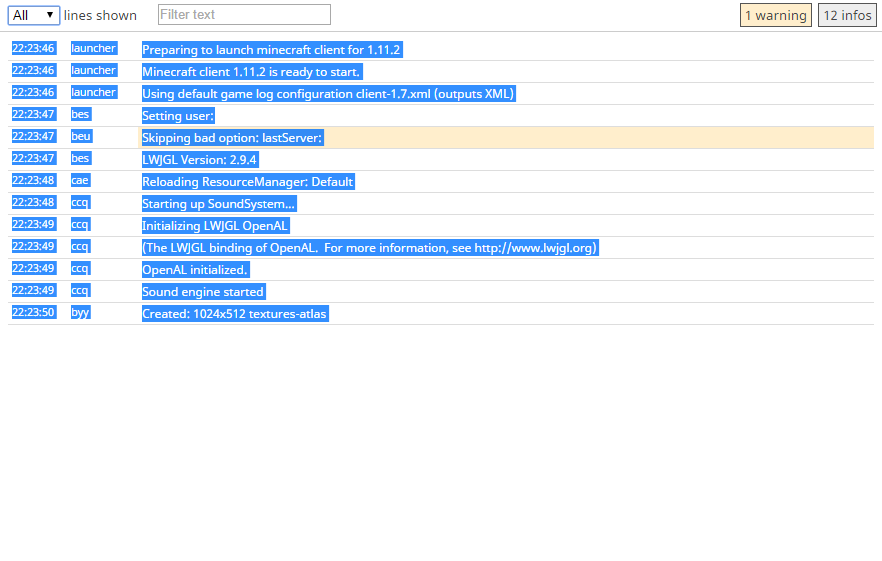 All lines shown Filter text 1 warning 12 infos
22:23:46 launcher Preparing to launch minecraft client for 1.11.2
22:23:46 launcher Minecraft client 1.11.2 is ready to start.
22:23:46 launcher Using default game log configuration client-1.7.xml (outputs XML)
22:23:47 bes Setting user:
22:23:47 beu Skipping bad option: lastServer:
22:23:47 bes LWJGL Version: 2.9.4
22:23:48 cae Reloading ResourceManager: Default
22:23:48 ccq Starting up SoundSystem...
22:23:49 ccq Initializing LWJGL OpenAL
22:23:49 ccq (The LWJGL binding of OpenAL.  For more information, see http://www.lwjgl.org)
22:23:49 ccq OpenAL initialized.
22:23:49 ccq Sound engine started
22:23:50 byy Created: 1024x512 textures-atlas